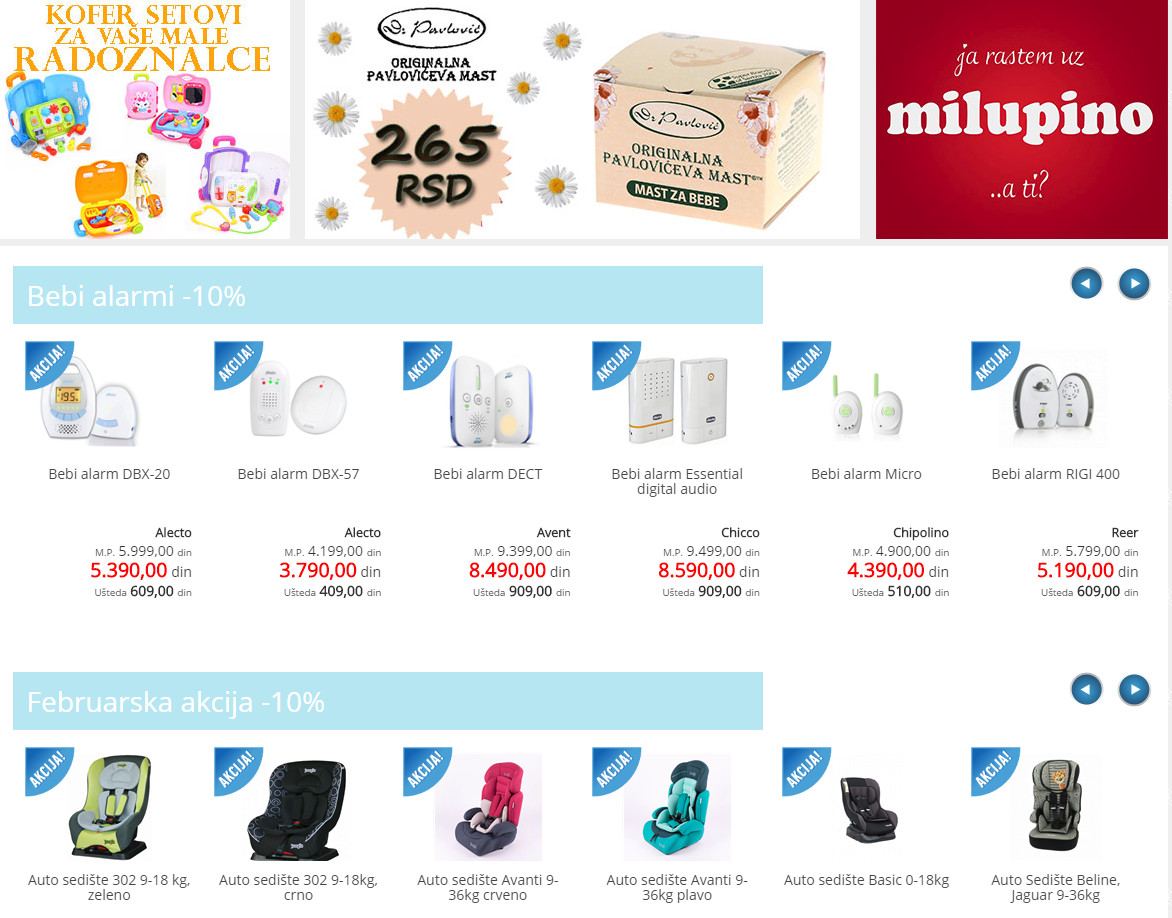 KOFER SETOVI
ZA VAŠE MALE
RADOZNALCE
Dr Pavlović
ORIGINALNA
PAVLOVIĆEVA MAST
265
RSD
Dr. Pavlović
ORIGINALNA
PAVLOVIĆEVA MAST
MAST ZA BEBE
ja rastem uz
milupino
..a ti?
Bebi alarmi -10%
AKCIJA! AKCIJA! AKCIJA! AKCIJA! AKCIJA! AKCIJA!
Bebi alarm DBX-20 Bebi alarm DBX-57 Bebi alarm DECT Bebi alarm Essential Bebi alarm Micro Bebi alarm RIGI 400
digital audio
Alecto Alecto Avent Chicco Chipolino Reer
M.P. 5.999,00 din M.P. 4.199,00 din M.P. 9.399,00 din M.P. 9.499,00 din M.P. 4.900,00 din M.P. 5.799,00 din
5.390,00 din 3.790,00 din 8.490,00 din 8.590,00 din 4.390,00 din 5.190,00 din
Ušteda 609,00 din Ušteda 409,00 din Ušteda 909,00 din Ušteda 909,00 din Ušteda 510,00 din Ušteda 609,00 din
Februarska akcija -10%
AKCIJA! AKCIJA! AKCIJA! AKCIJA! AKCIJA! AKCIJA!
Auto sedište 302 9-18 kg, Auto sedište 302 9-18kg, Auto sedište Avanti 9- Auto sedište Avanti 9- Auto sedište Basic 0-18kg Auto Sedište Beline,
zeleno crno 36kg crveno 36kg plavo Jaguar 9-36kg